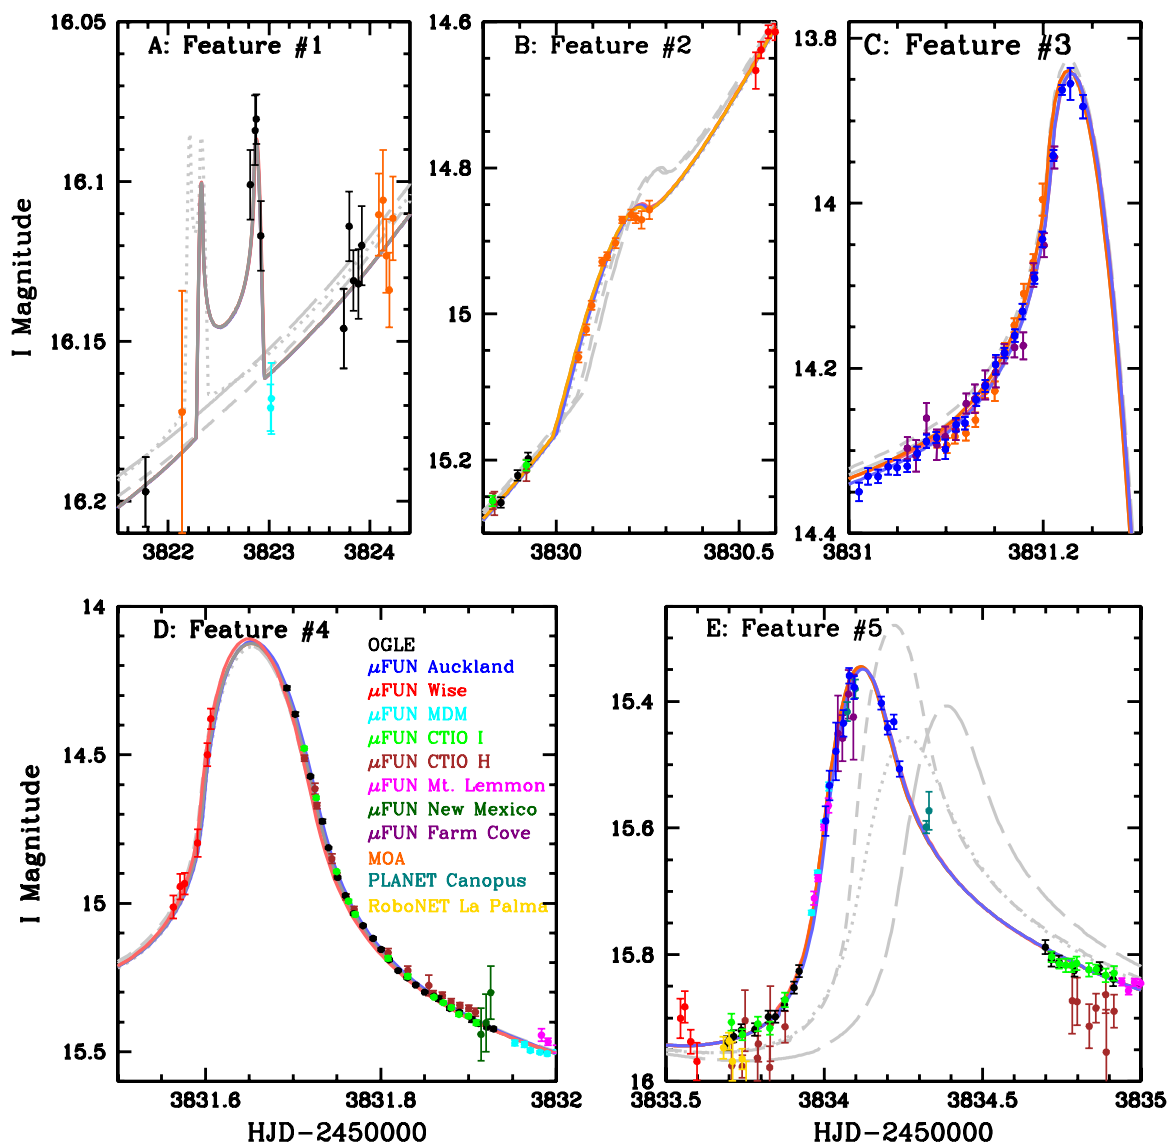 A: Feature #1
16.05
16.1
16.15
16.2
3822
3823
3824
I Magnitude
B: Feature #2
14.6
14.8
15
15.2
3830
3830.5
C: Feature #3
13.8
14
14.2
14.4
3831
3831.2
D: Feature #4
14
14.5
15
15.5
3831.6
3831.8
3832
I Magnitude
HJD-2450000
OGLE
μFUN Auckland
μFUN Wise
μFUN MDM
μFUN CTIO I
μFUN CTIO H
μFUN Mt. Lemmon
μFUN New Mexico
μFUN Farm Cove
MOA
PLANET Canopus
RoboNET La Palma
E: Feature #5
15.4
15.6
15.8
16
3833.5
3834
3834.5
3835
HJD-2450000